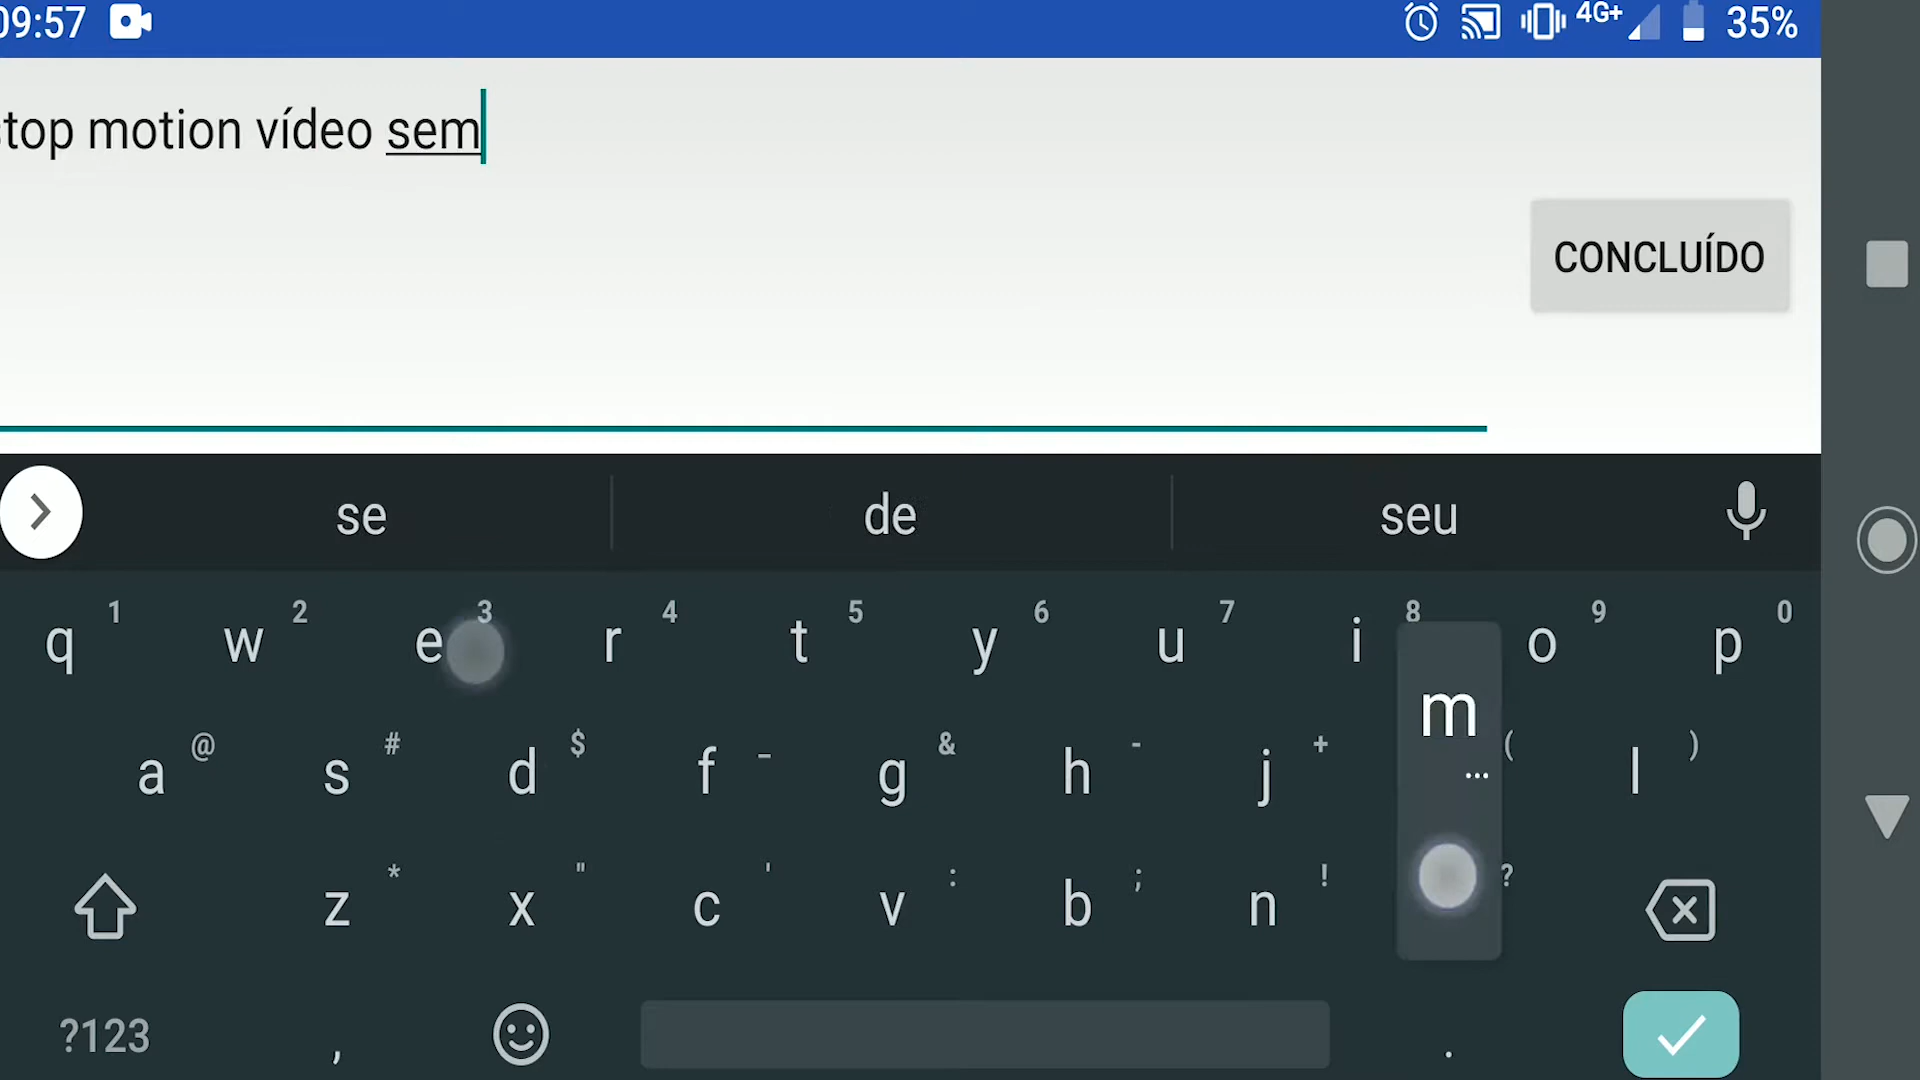 09:57 4G+ 35%
stop motion vídeo sem
CONCLUÍDO
se de seu
1 2 3 4 5 6 7 8 9 0
q w e r t y u i o p
@ # $ _ & - + ( )
a s d f g h j l
m
...
* " ' : ; ! ?
z x c v b n
?123 , .